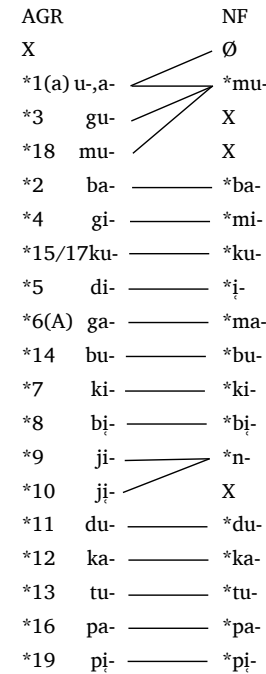 AGR NF
X Ø
*1(a) u-,a- *mu-
*3 gu- X
*18 mu- X
*2 ba- *ba-
*4 gi- *mi-
*15/17ku- *ku-
*5 di- *i̧-
*6(A) ga- *ma-
*14 bu- *bu-
*7 ki- *ki-
*8 bi̧- *bi̧-
*9 ji- *n-
*10 ji̧- X
*11 du- *du-
*12 ka- *ka-
*13 tu- *tu-
*16 pa- *pa-
*19 pi̧- *pi̧-